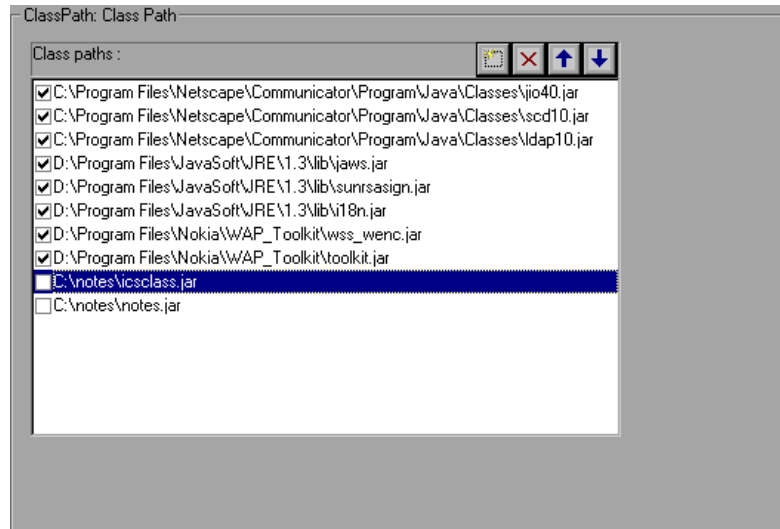 ClassPath: Class Path
Class paths :
C:\Program Files\Netscape\Communicator\Program\Java\Classes\jio40.jar
C:\Program Files\Netscape\Communicator\Program\Java\Classes\scd10.jar
C:\Program Files\Netscape\Communicator\Program\Java\Classes\ldap10.jar
D:\Program Files\JavaSoft\JRE\1.3\lib\jaws.jar
D:\Program Files\JavaSoft\JRE\1.3\lib\sunrsasign.jar
D:\Program Files\JavaSoft\JRE\1.3\lib\i18n.jar
D:\Program Files\Nokia\WAP_Toolkit\wss_wenc.jar
D:\Program Files\Nokia\WAP_Toolkit\toolkit.jar
C:\notes\icsclass.jar
C:\notes\notes.jar